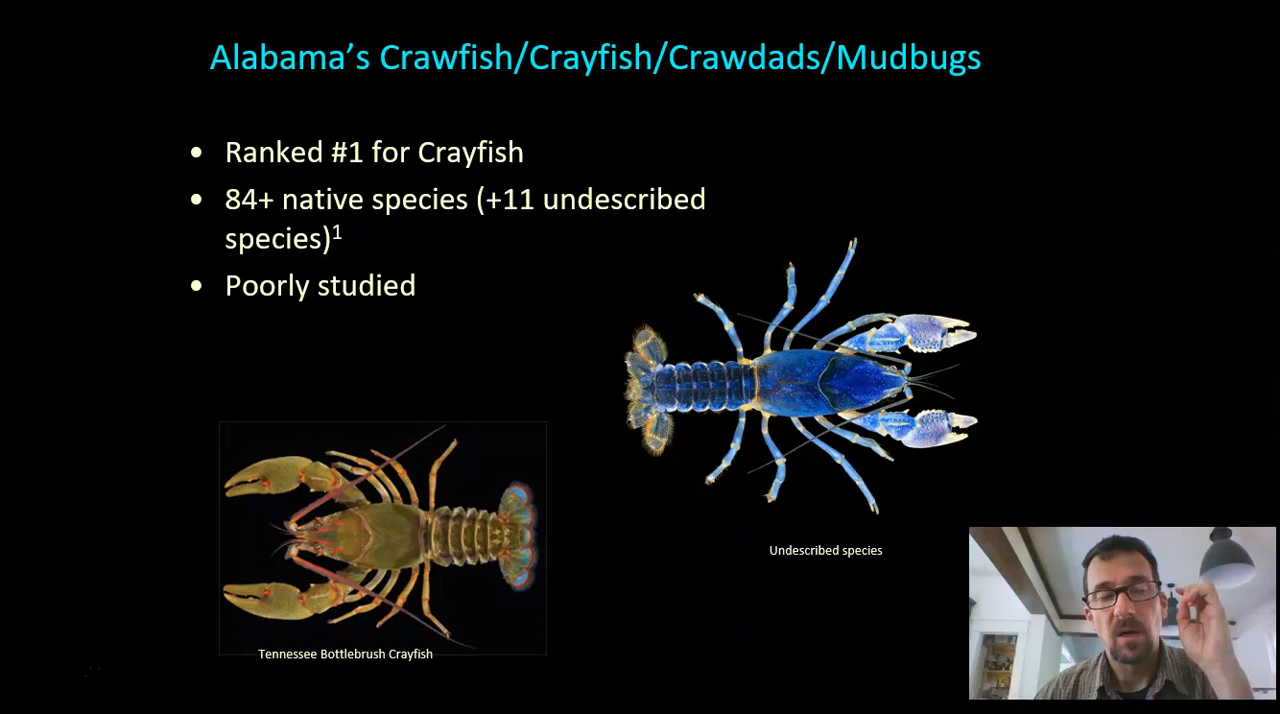 Alabama’s Crawfish/Crayfish/Crawdads/Mudbugs
• Ranked #1 for Crayfish
• 84+ native species (+11 undescribed
species)¹
• Poorly studied
Undescribed species
Tennessee Bottlebrush Crayfish